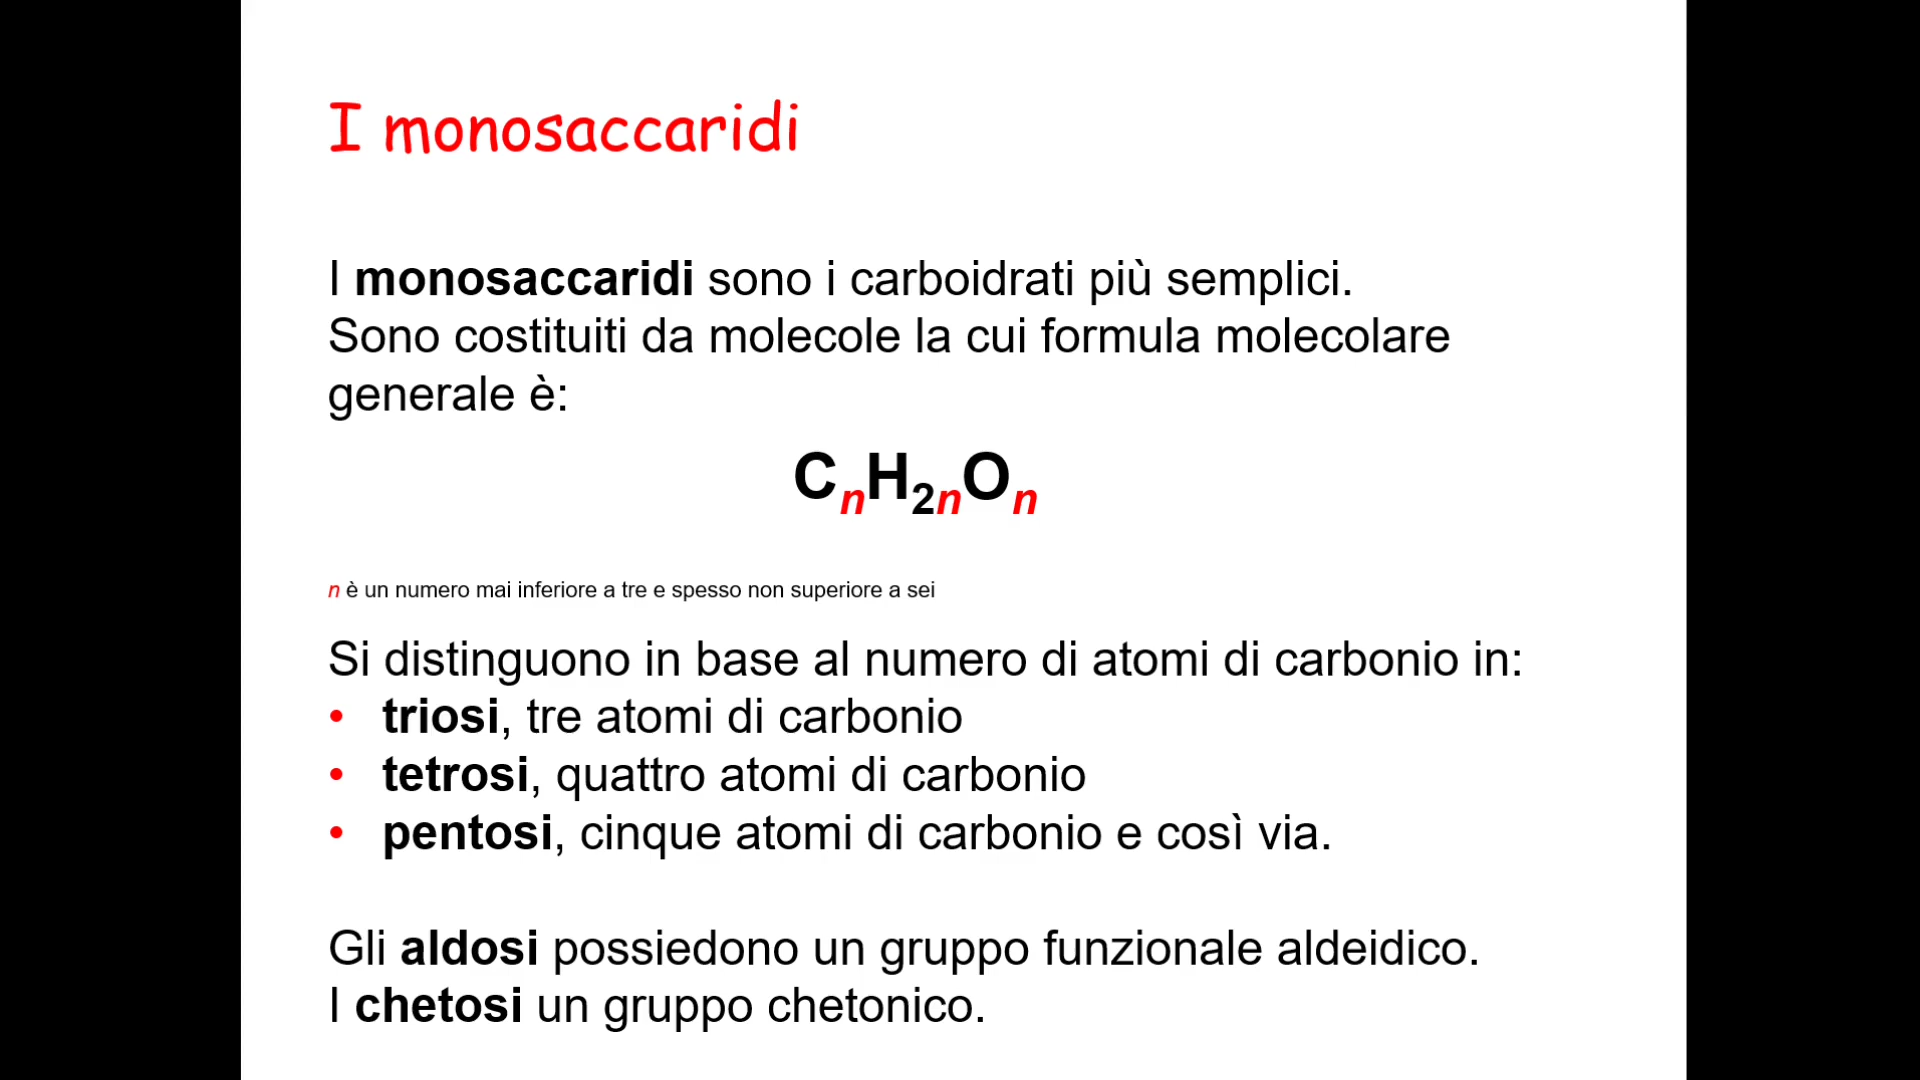 I monosaccaridi
I monosaccaridi sono i carboidrati più semplici.
Sono costituiti da molecole la cui formula molecolare
generale è:
CnH2nOn
n è un numero mai inferiore a tre e spesso non superiore a sei
Si distinguono in base al numero di atomi di carbonio in:
• triosi, tre atomi di carbonio
• tetrosi, quattro atomi di carbonio
• pentosi, cinque atomi di carbonio e così via.
Gli aldosi possiedono un gruppo funzionale aldeidico.
I chetosi un gruppo chetonico.